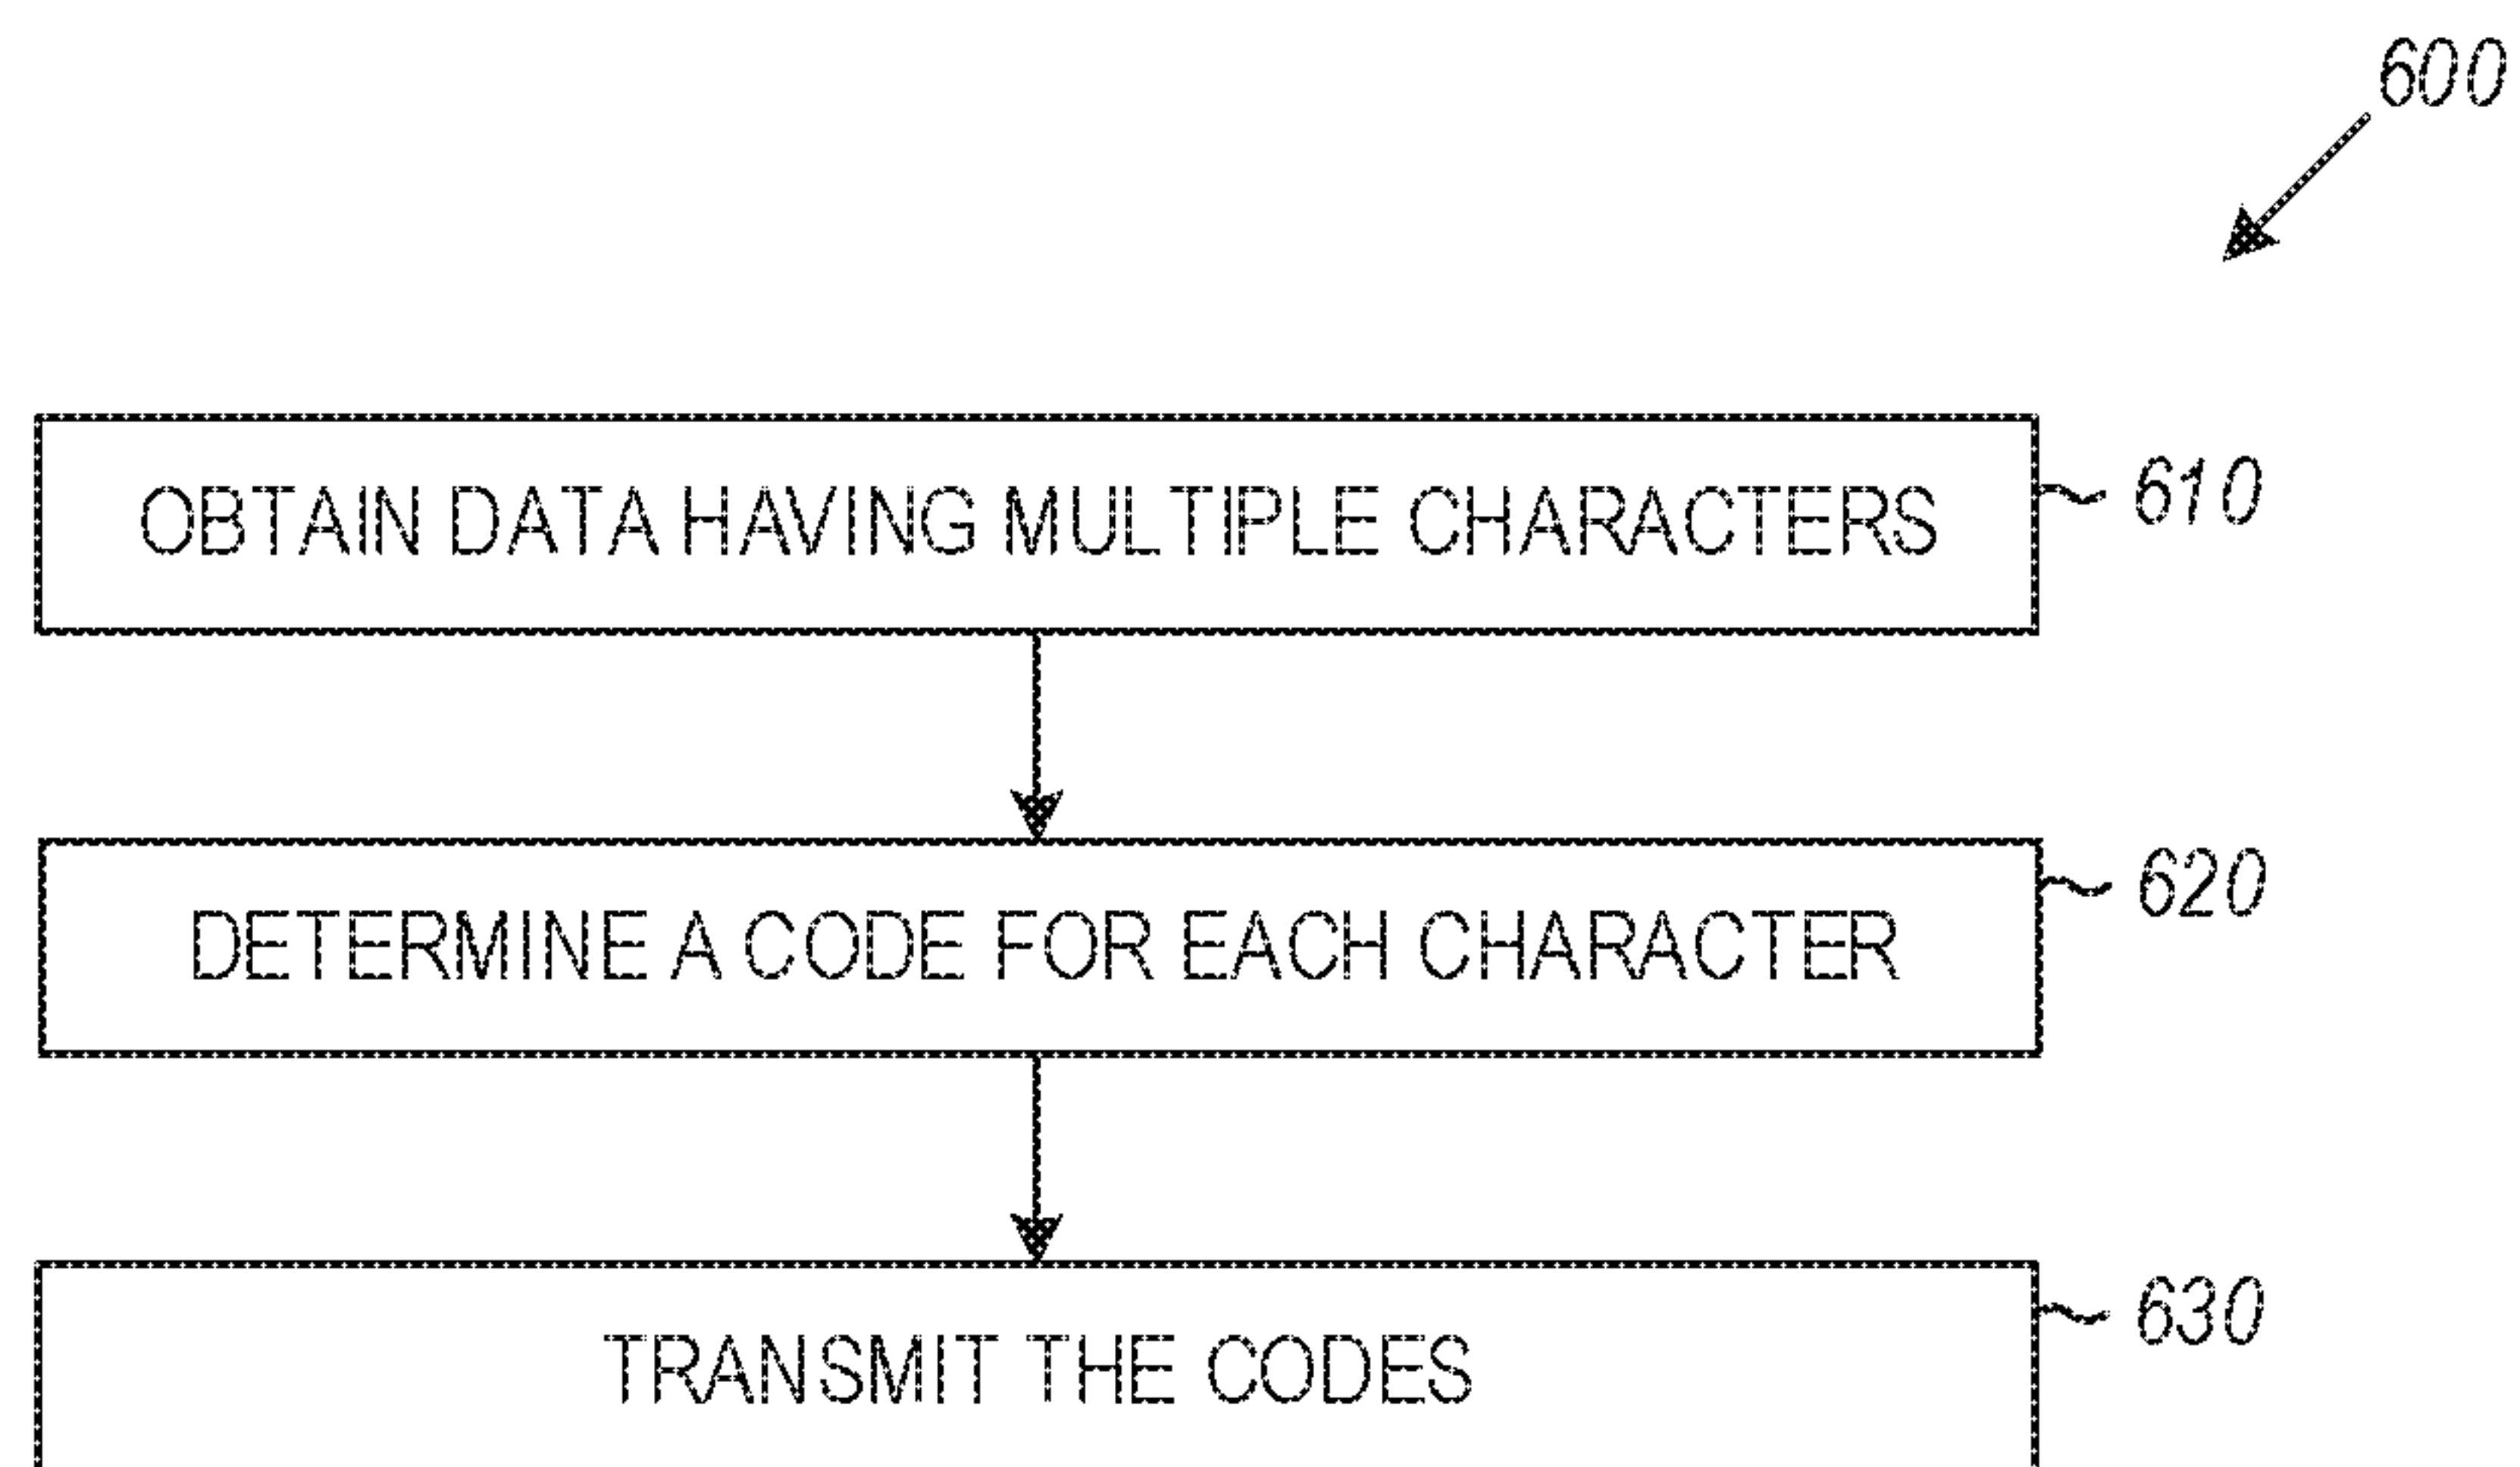 600
OBTAIN DATA HAVING MULTIPLE CHARACTERS
610
DETERMINE A CODE FOR EACH CHARACTER
620
TRANSMIT THE CODES
630